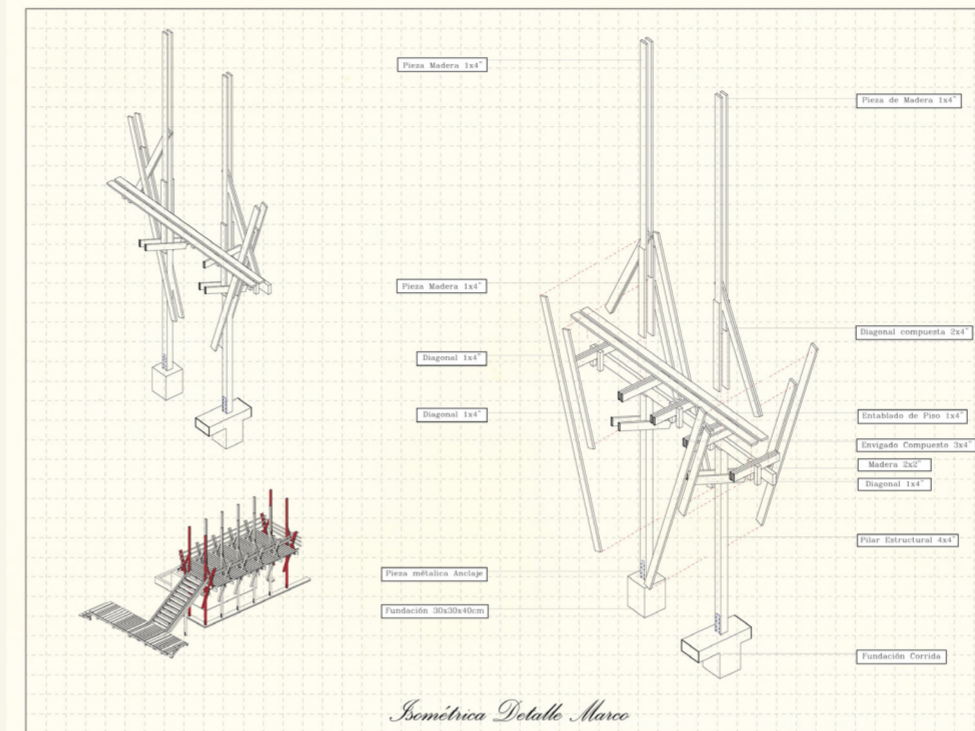 Pieza Madera 1x4"
Pieza de Madera 1x4"
Pieza Madera 1x4"
Diagonal compuesta 2x4"
Diagonal 1x4"
Diagonal 1x4"
Entablado de Piso 1x4"
Envigado Compuesto 3x4"
Madera 2x2"
Diagonal 1x4"
Pilar Estructural 4x4"
Pieza métalica Anclaje
Fundación 30x30x40cm
Fundación Corrida
Isométrica Detalle Marco